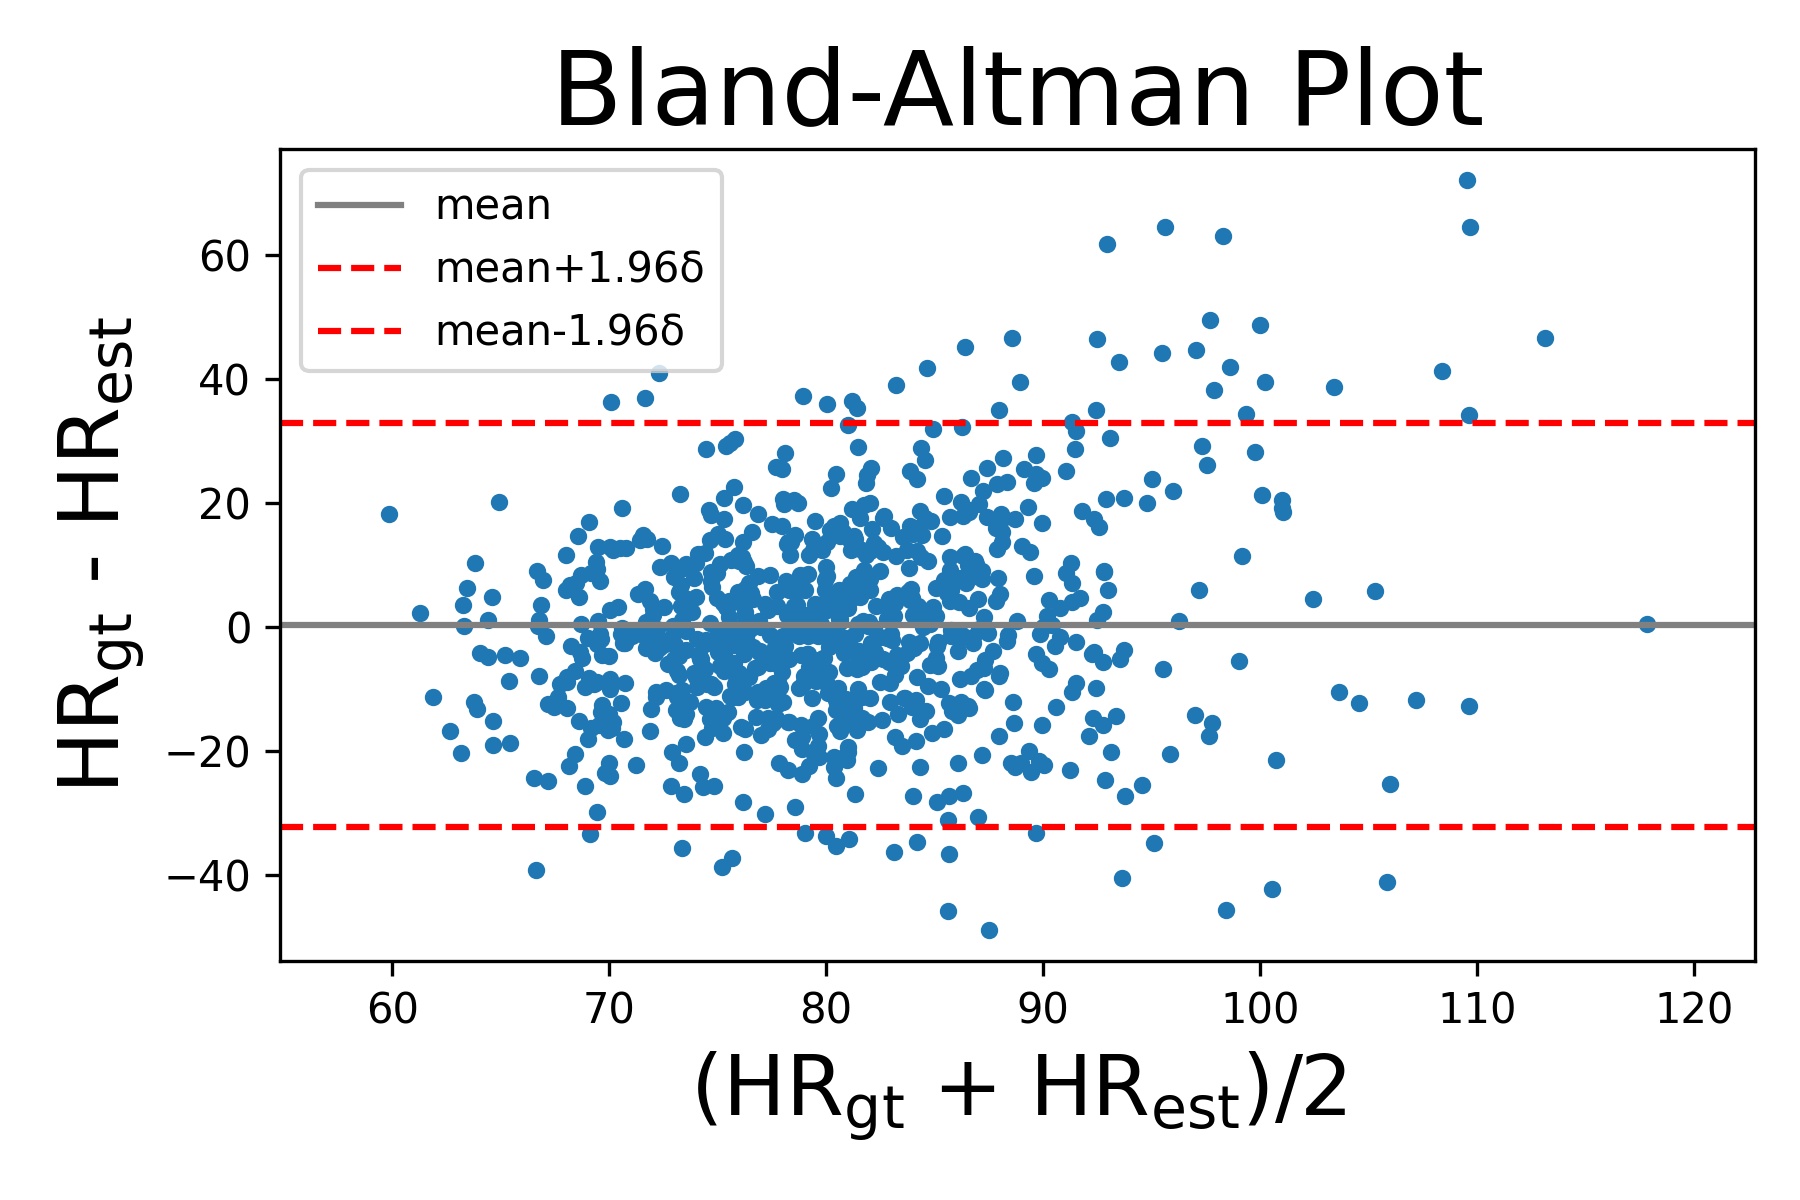 Bland-Altman Plot
mean
mean+1.96δ
mean-1.96δ
HRgt - HRest
60
40
20
0
−20
−40
60 70 80 90 100 110 120
(HRgt + HRest)/2